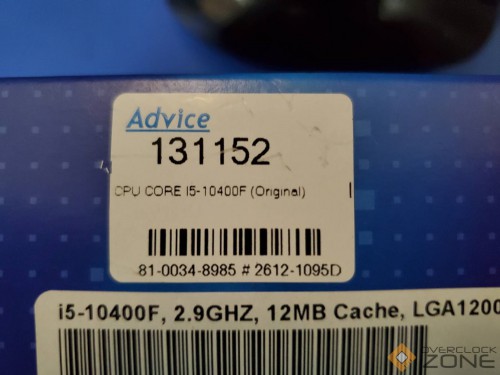 Advice
131152
CPU CORE I5-10400F (Original)
81-0034-8985 # 2612-1095D
i5-10400F, 2.9GHZ, 12MB Cache, LGA1200
OVERCLOCK
ZONE